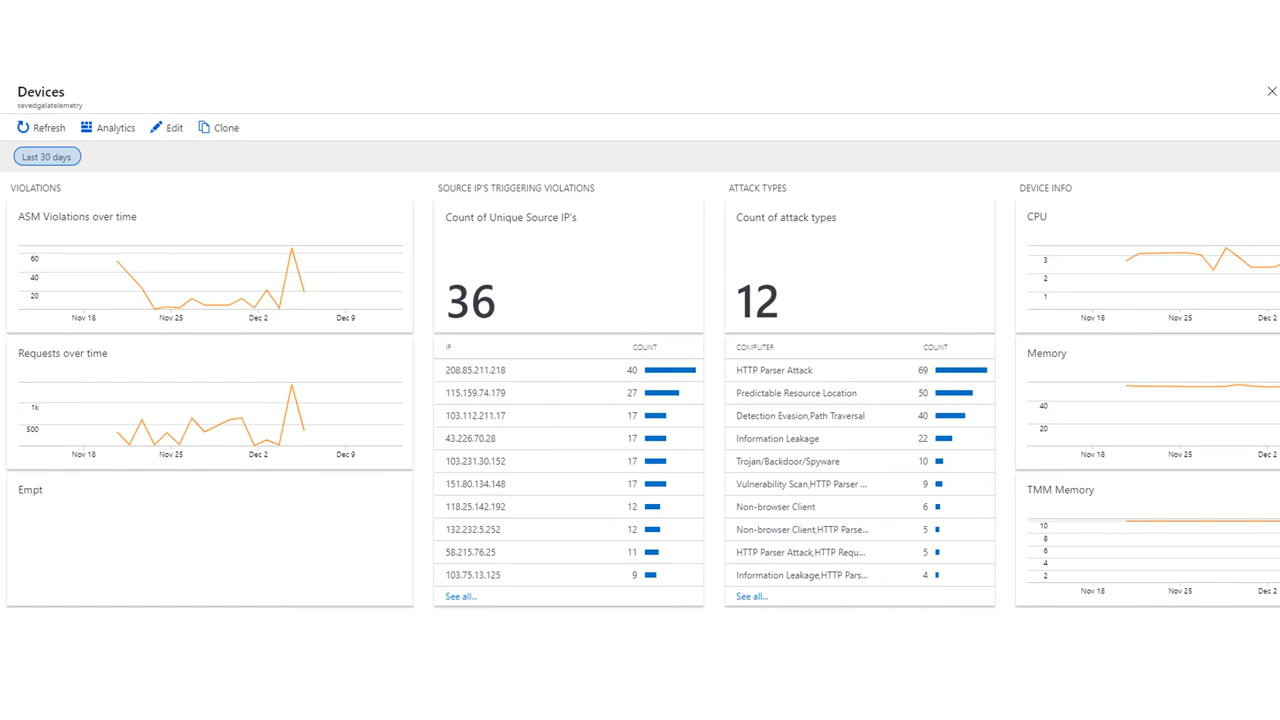 Devices
savedgelatelemetry
Refresh Analytics Edit Clone
Last 30 days
VIOLATIONS
ASM Violations over time
60
40
20
Nov 18 Nov 25 Dec 2 Dec 9
Requests over time
1k
500
Nov 18 Nov 25 Dec 2 Dec 9
Empt
SOURCE IP'S TRIGGERING VIOLATIONS
Count of Unique Source IP's
36
IP COUNT
208.85.211.218 40
115.159.74.179 27
103.112.211.17 17
43.226.70.28 17
103.231.30.152 17
151.80.134.148 17
118.25.142.192 12
132.232.5.252 12
58.215.76.25 11
103.75.13.125 9
See all...
ATTACK TYPES
Count of attack types
12
COMPUTER COUNT
HTTP Parser Attack 69
Predictable Resource Location 50
Detection Evasion,Path Traversal 40
Information Leakage 22
Trojan/Backdoor/Spyware 10
Vulnerability Scan,HTTP Parser ... 9
Non-browser Client 6
Non-browser Client,HTTP Parse... 5
HTTP Parser Attack,HTTP Requ... 5
Information Leakage,HTTP Pars... 4
See all...
DEVICE INFO
CPU
3
2
1
Nov 18 Nov 25 Dec 2
Memory
40
20
Nov 18 Nov 25 Dec 2
TMM Memory
10
8
6
4
2
Nov 18 Nov 25 Dec 2